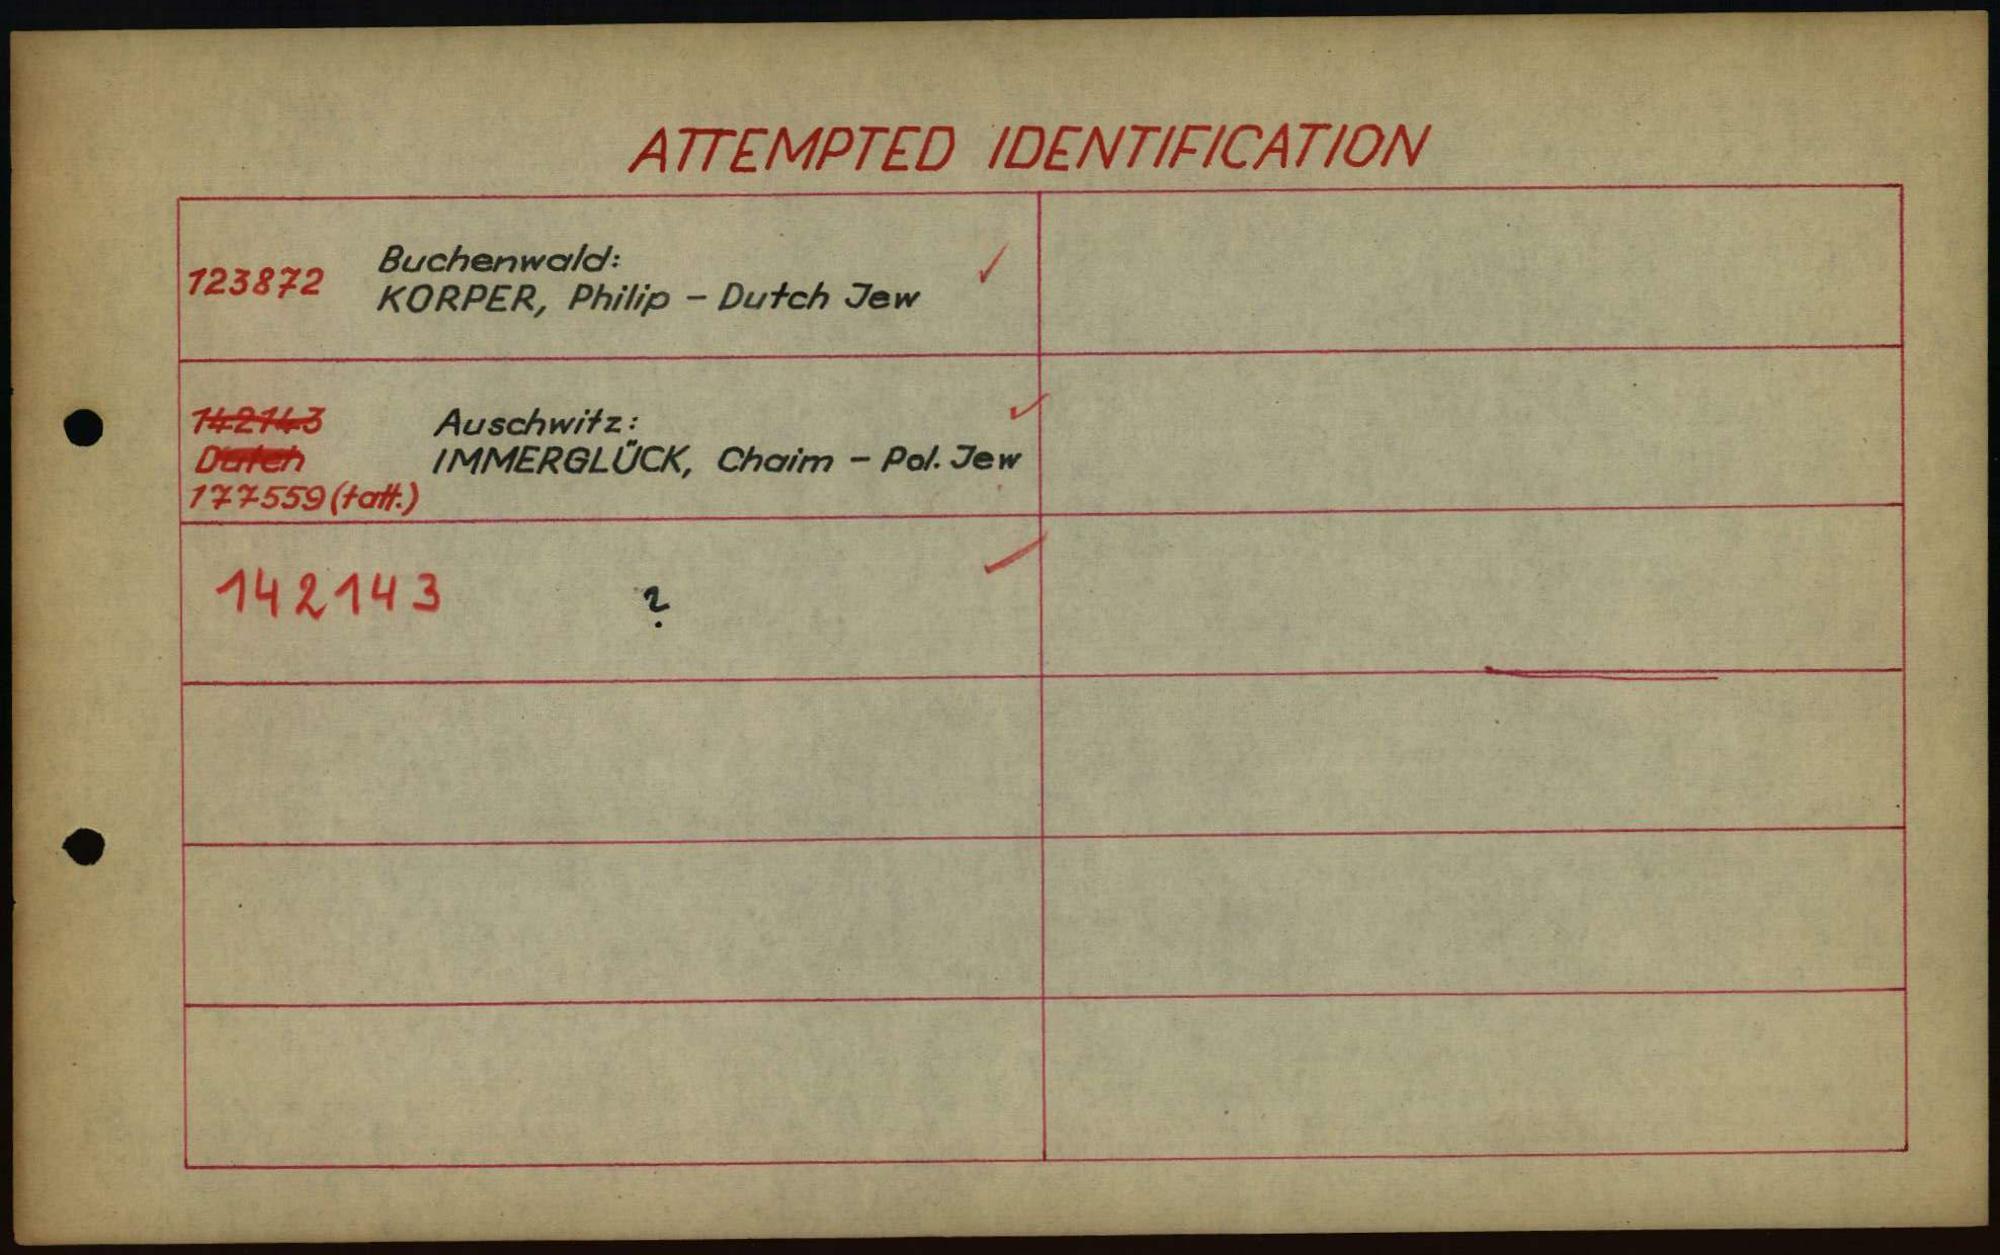 ATTEMPTED IDENTIFICATION
123872
Buchenwald:
KORPER, Philip – Dutch Jew ✓
142143
Dutch
177559 (tatt.)
Auschwitz: ✓
IMMERGLÜCK, Chaim – Pol. Jew
142143 ? ✓